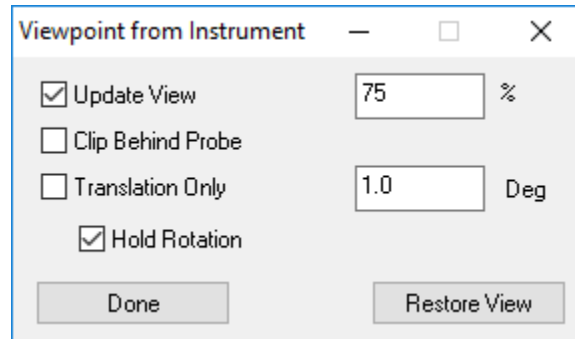 Viewpoint from Instrument
Update View 75 %
Clip Behind Probe
Translation Only 1.0 Deg
Hold Rotation
Done Restore View